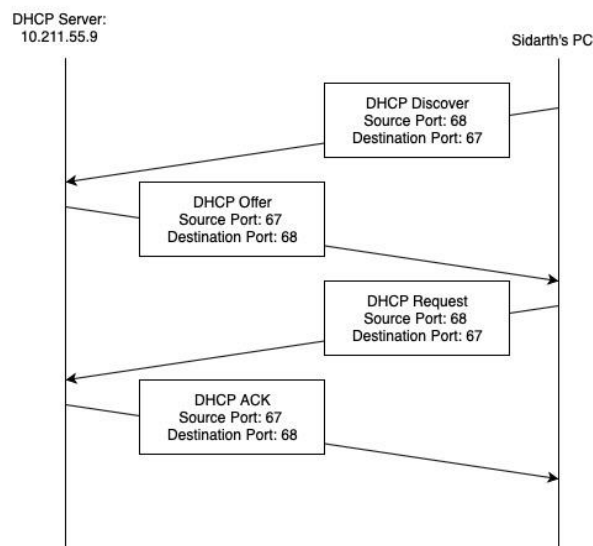 DHCP Server:
10.211.55.9
Sidarth's PC
DHCP Discover
Source Port: 68
Destination Port: 67
DHCP Offer
Source Port: 67
Destination Port: 68
DHCP Request
Source Port: 68
Destination Port: 67
DHCP ACK
Source Port: 67
Destination Port: 68